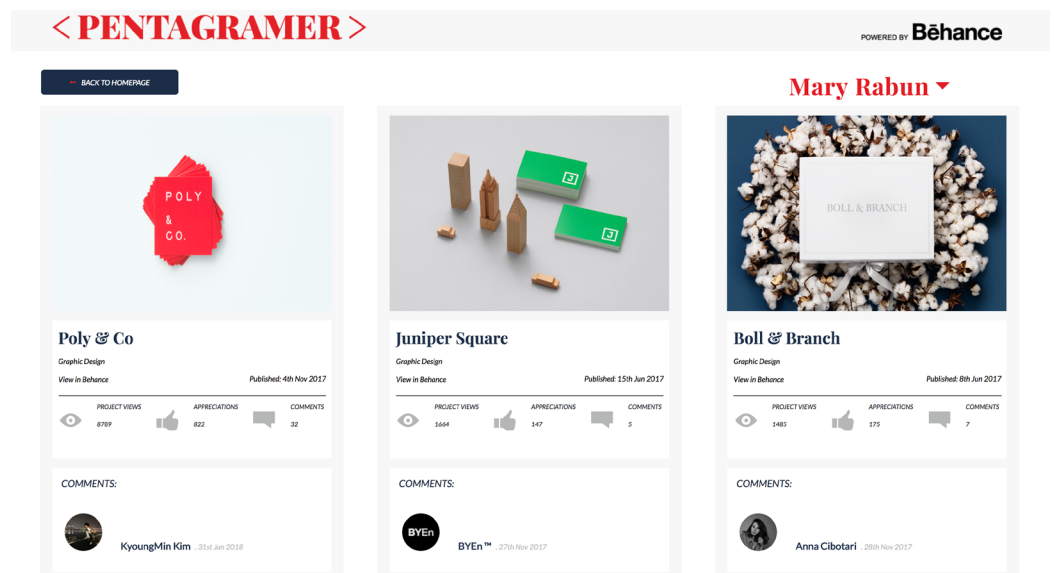 < PENTAGRAMER >
POWERED BY Bēhance
← BACK TO HOMEPAGE
Mary Rabun
POLY
&
CO.
J
J
BOLL & BRANCH
Poly & Co
Graphic Design
View in Behance
Published: 4th Nov 2017
PROJECT VIEWS
8789
APPRECIATIONS
822
COMMENTS
32
COMMENTS:
KyoungMin Kim . 31st Jan 2018
Juniper Square
Graphic Design
View in Behance
Published: 15th Jun 2017
PROJECT VIEWS
1664
APPRECIATIONS
147
COMMENTS
5
COMMENTS:
BYEn
BYEn ™ . 27th Nov 2017
Boll & Branch
Graphic Design
View in Behance
Published: 8th Jun 2017
PROJECT VIEWS
1485
APPRECIATIONS
175
COMMENTS
7
COMMENTS:
Anna Cibotari . 28th Nov 2017